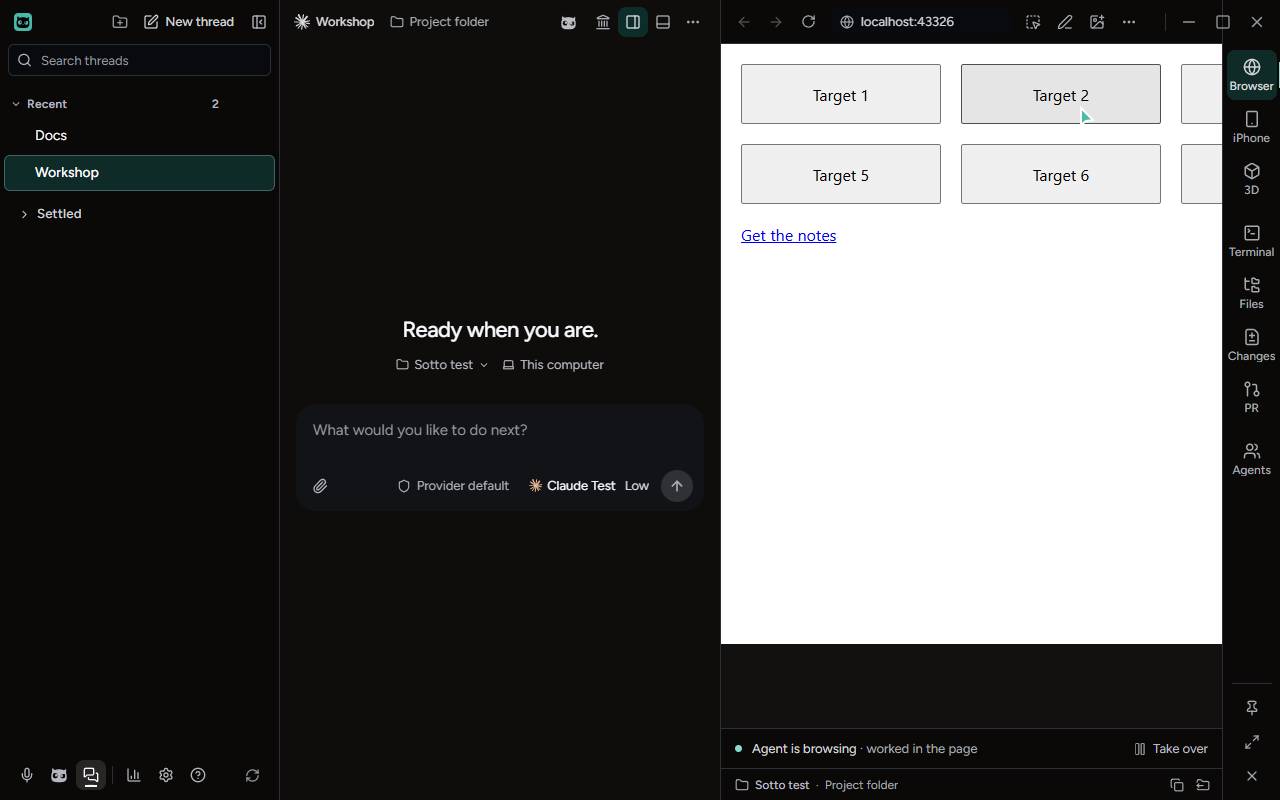 New thread
Search threads
Recent 2
Docs
Workshop
Settled
Workshop Project folder
Ready when you are.
Sotto test This computer
What would you like to do next?
Provider default Claude Test Low
localhost:43326
Target 1 Target 2
Target 5 Target 6
Get the notes
Agent is browsing · worked in the page Take over
Sotto test · Project folder
Browser
iPhone
3D
Terminal
Files
Changes
PR
Agents